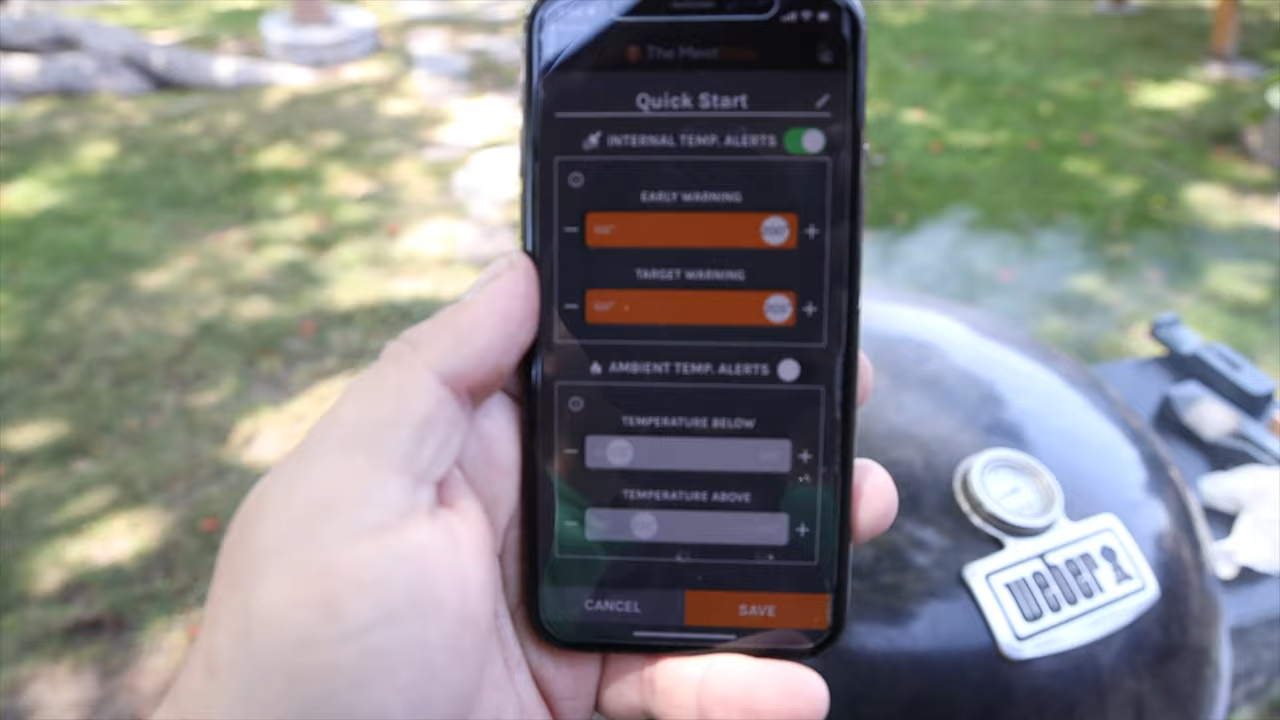 The Meat
Quick Start
INTERNAL TEMP. ALERTS
EARLY WARNING
TARGET WARNING
AMBIENT TEMP. ALERTS
TEMPERATURE BELOW
TEMPERATURE ABOVE
CANCEL
SAVE
weber